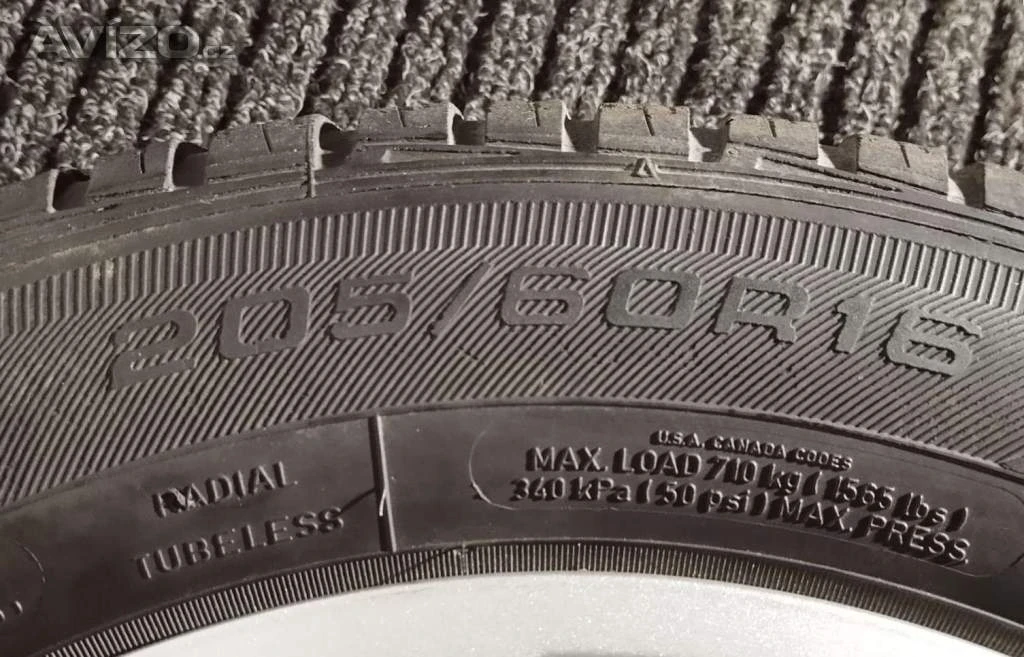 Avizo.cz
205/60R16
RADIAL
TUBELESS
U.S.A. CANADA CODES
MAX. LOAD 710 kg ( 1565 lbs )
340 kPa ( 50 psi ) MAX. PRESS.